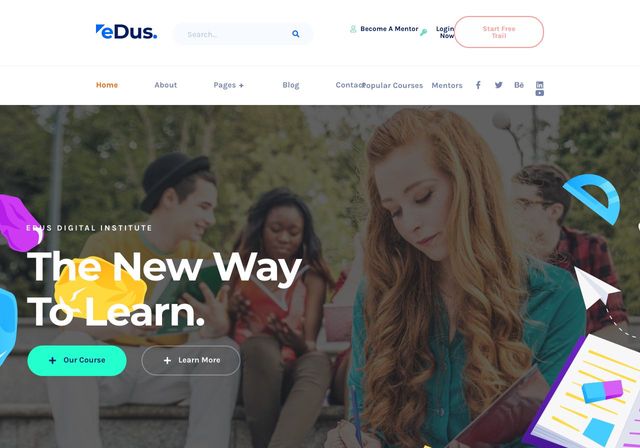 eDus.
Search...
Become A Mentor
Login
Now
Start Free
Trail
Home
About
Pages +
Blog
Contact
Popular Courses
Mentors
EDUS DIGITAL INSTITUTE
The New Way
To Learn.
Our Course
Learn More